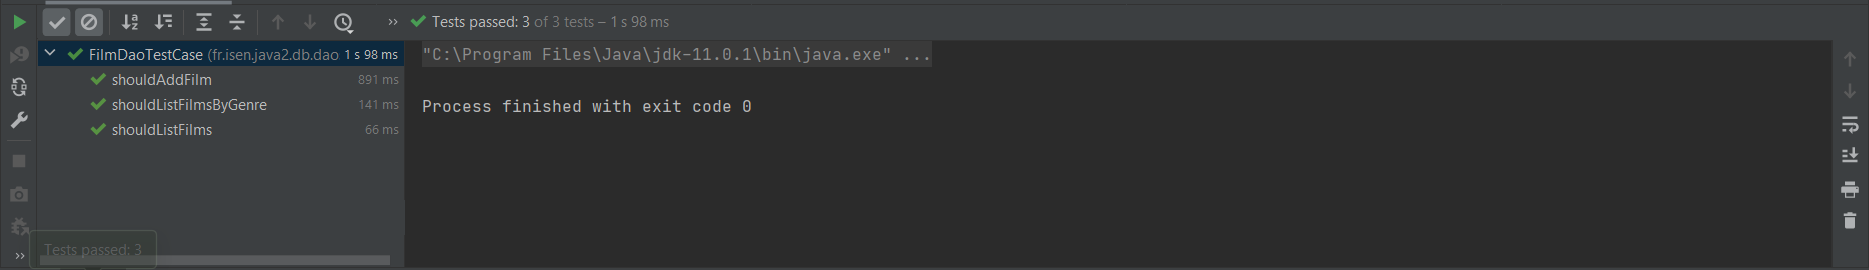 » Tests passed: 3 of 3 tests – 1 s 98 ms
FilmDaoTestCase (fr.isen.java2.db.dao 1 s 98 ms
shouldAddFilm 891 ms
shouldListFilmsByGenre 141 ms
shouldListFilms 66 ms
"C:\Program Files\Java\jdk-11.0.1\bin\java.exe" ...
Process finished with exit code 0
Tests passed: 3
»